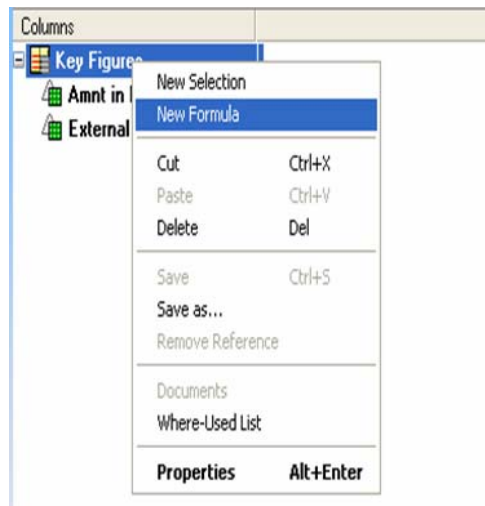 Columns
Key Figures
Amnt in
External
New Selection
New Formula
Cut Ctrl+X
Paste Ctrl+V
Delete Del
Save Ctrl+S
Save as...
Remove Reference
Documents
Where-Used List
Properties Alt+Enter